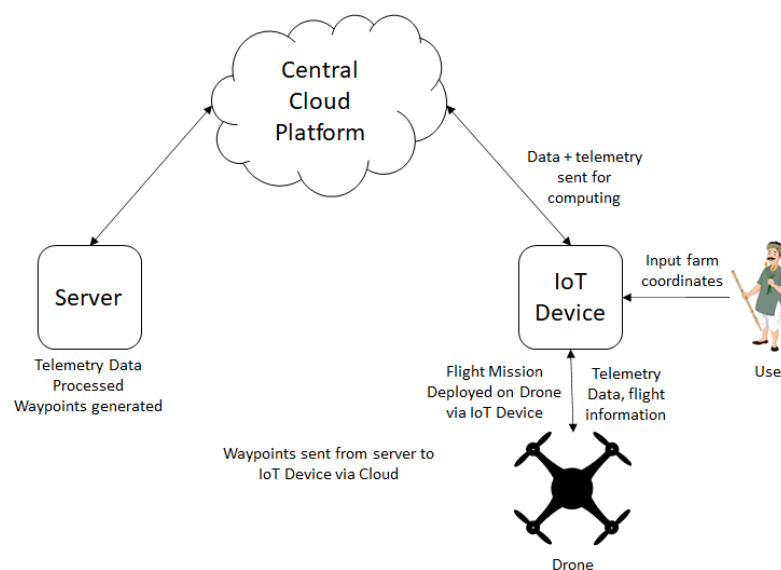 Central
Cloud
Platform
Data + telemetry
sent for
computing
Server
IoT
Device
Input farm
coordinates
Telemetry Data
Processed
Waypoints generated
Flight Mission
Deployed on Drone
via IoT Device
Telemetry
Data, flight
information
Use
Waypoints sent from server to
IoT Device via Cloud
Drone